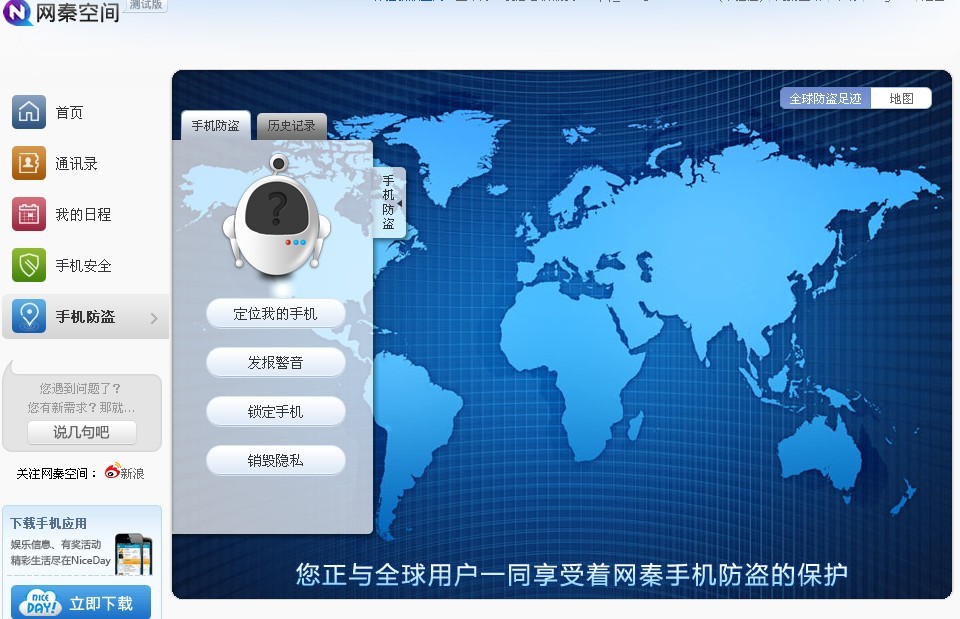 网秦空间
测试版
首页
通讯录
我的日程
手机安全
手机防盗
您遇到问题了？
您有新需求？那就...
说几句吧
关注网秦空间：
新浪
下载手机应用
娱乐信息、有奖活动
精彩生活尽在NiceDay
NICE
DAY!
立即下载
手机防盗
历史记录
手机防盗
?
定位我的手机
发报警音
锁定手机
销毁隐私
全球防盗足迹
地图
您正与全球用户一同享受着网秦手机防盗的保护